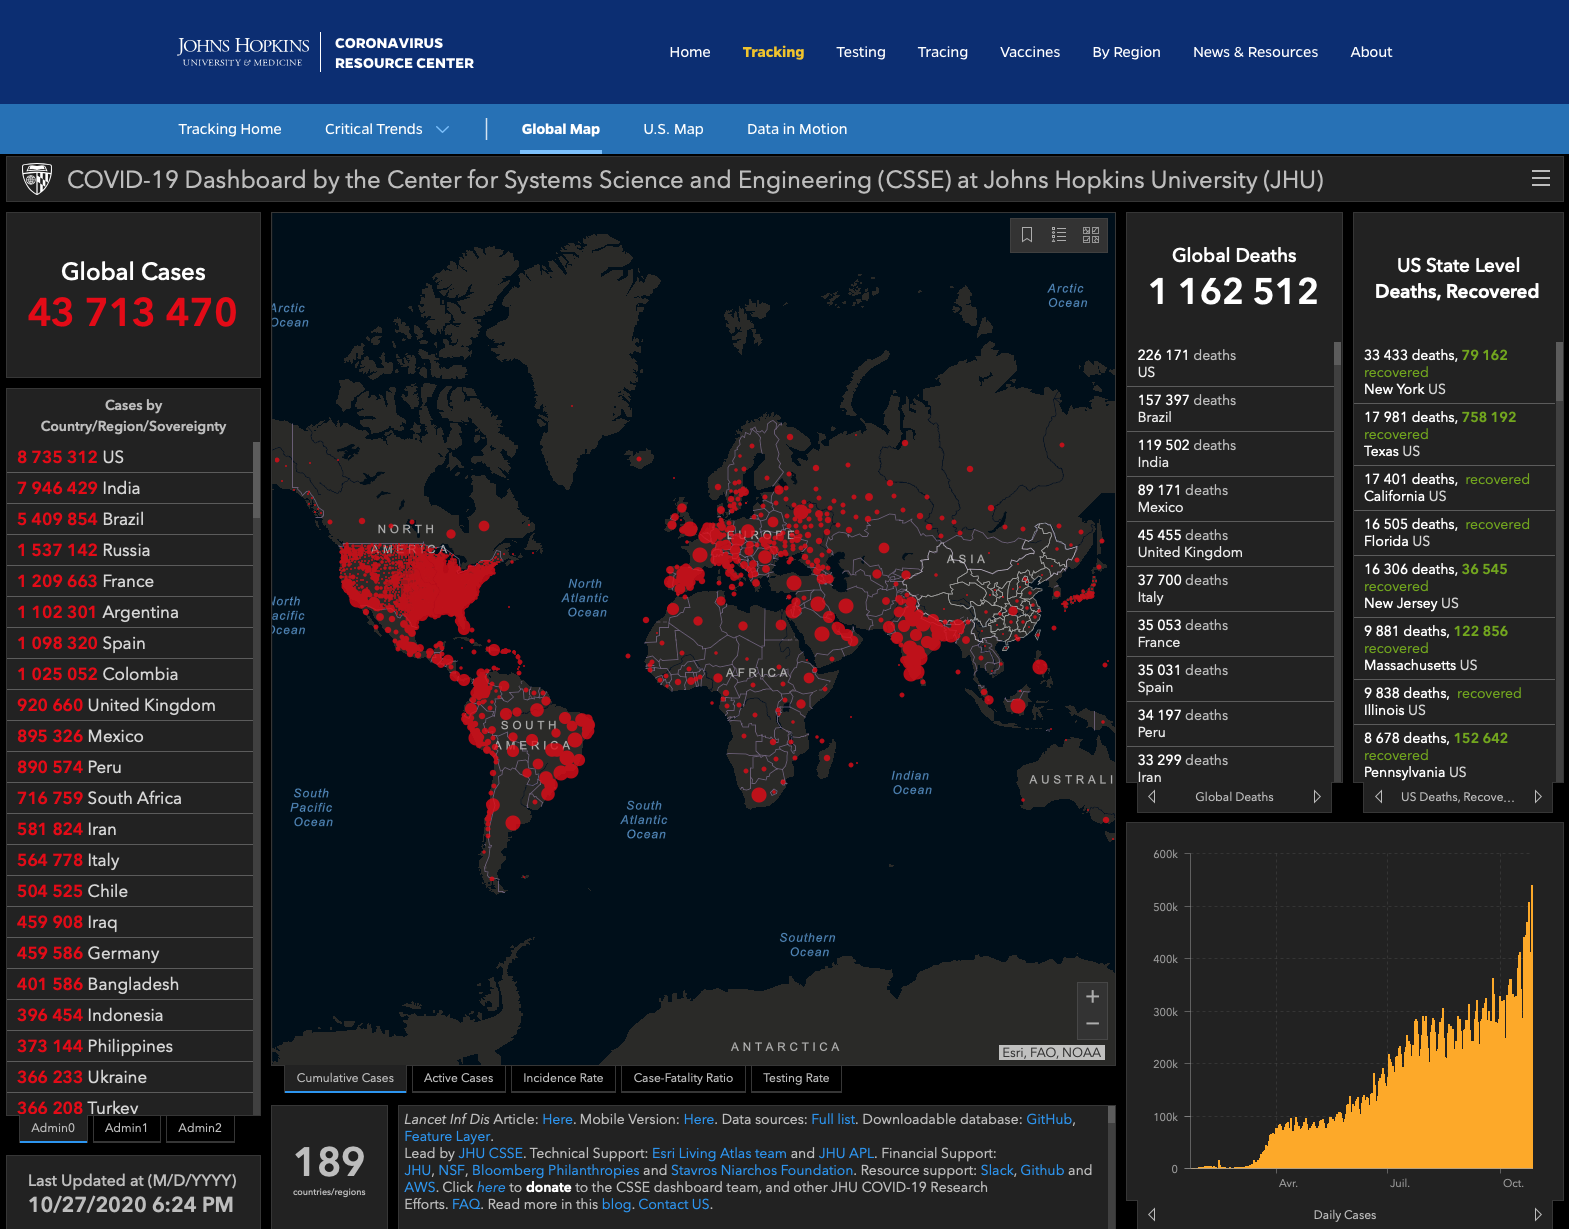 JOHNS HOPKINS
UNIVERSITY & MEDICINE
CORONAVIRUS
RESOURCE CENTER
Home
Tracking
Testing
Tracing
Vaccines
By Region
News & Resources
About
Tracking Home
Critical Trends
Global Map
U.S. Map
Data in Motion
COVID-19 Dashboard by the Center for Systems Science and Engineering (CSSE) at Johns Hopkins University (JHU)
Global Cases
43 713 470
Cases by
Country/Region/Sovereignty
8 735 312 US
7 946 429 India
5 409 854 Brazil
1 537 142 Russia
1 209 663 France
1 102 301 Argentina
1 098 320 Spain
1 025 052 Colombia
920 660 United Kingdom
895 326 Mexico
890 574 Peru
716 759 South Africa
581 824 Iran
564 778 Italy
504 525 Chile
459 908 Iraq
459 586 Germany
401 586 Bangladesh
396 454 Indonesia
373 144 Philippines
366 233 Ukraine
366 208 Turkey
Admin0
Admin1
Admin2
Last Updated at (M/D/YYYY)
10/27/2020 6:24 PM
Arctic
Ocean
Arctic
Ocean
NORTH
AMERICA
EUROPE
ASIA
North
Atlantic
Ocean
North
Pacific
Ocean
AFRICA
SOUTH
AMERICA
Indian
Ocean
AUSTRALI
South
Pacific
Ocean
South
Atlantic
Ocean
Southern
Ocean
ANTARCTICA
+
−
Esri, FAO, NOAA
Cumulative Cases
Active Cases
Incidence Rate
Case-Fatality Ratio
Testing Rate
189
countries/regions
Lancet Inf Dis Article: Here. Mobile Version: Here. Data sources: Full list. Downloadable database: GitHub,
Feature Layer.
Lead by JHU CSSE. Technical Support: Esri Living Atlas team and JHU APL. Financial Support:
JHU, NSF, Bloomberg Philanthropies and Stavros Niarchos Foundation. Resource support: Slack, Github and
AWS. Click here to donate to the CSSE dashboard team, and other JHU COVID-19 Research
Efforts. FAQ. Read more in this blog. Contact US.
Global Deaths
1 162 512
226 171 deaths
US
157 397 deaths
Brazil
119 502 deaths
India
89 171 deaths
Mexico
45 455 deaths
United Kingdom
37 700 deaths
Italy
35 053 deaths
France
35 031 deaths
Spain
34 197 deaths
Peru
33 299 deaths
Iran
Global Deaths
US State Level
Deaths, Recovered
33 433 deaths, 79 162
recovered
New York US
17 981 deaths, 758 192
recovered
Texas US
17 401 deaths, recovered
California US
16 505 deaths, recovered
Florida US
16 306 deaths, 36 545
recovered
New Jersey US
9 881 deaths, 122 856
recovered
Massachusetts US
9 838 deaths, recovered
Illinois US
8 678 deaths, 152 642
recovered
Pennsylvania US
US Deaths, Recove...
600k
500k
400k
300k
200k
100k
0
Avr.
Juil.
Oct.
Daily Cases